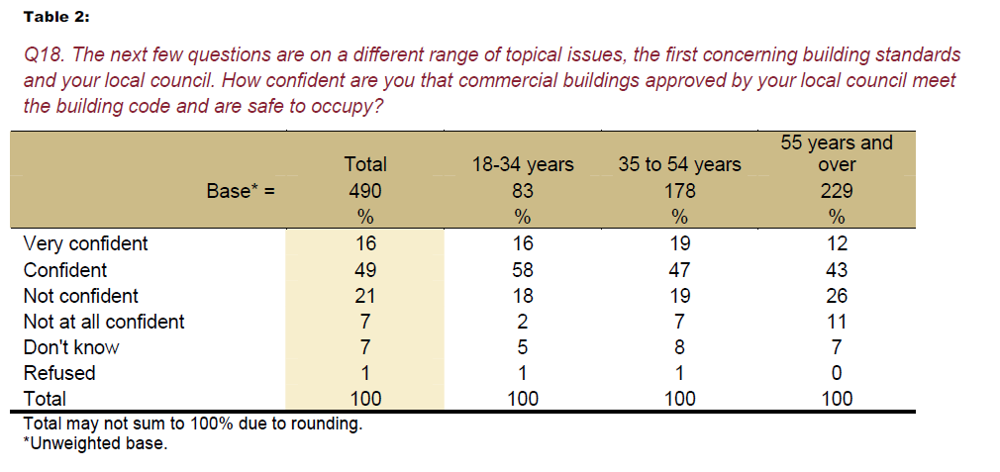 Table 2:
Q18. The next few questions are on a different range of topical issues, the first concerning building standards
and your local council. How confident are you that commercial buildings approved by your local council meet
the building code and are safe to occupy?
55 years and
Total 18-34 years 35 to 54 years over
Base* = 490 83 178 229
% % % %
Very confident 16 16 19 12
Confident 49 58 47 43
Not confident 21 18 19 26
Not at all confident 7 2 7 11
Don't know 7 5 8 7
Refused 1 1 1 0
Total 100 100 100 100
Total may not sum to 100% due to rounding.
*Unweighted base.